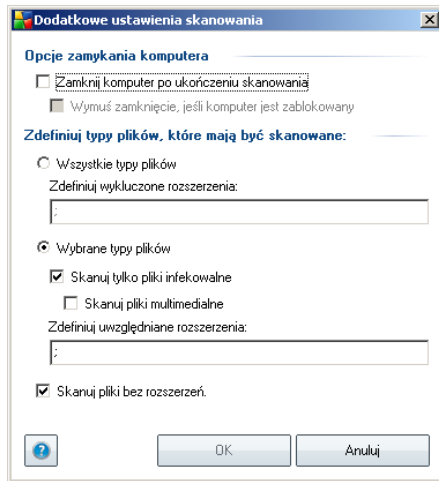 Dodatkowe ustawienia skanowania
Opcje zamykania komputera
Zamknij komputer po ukończeniu skanowania
Wymuś zamknięcie, jeśli komputer jest zablokowany
Zdefiniuj typy plików, które mają być skanowane:
Wszystkie typy plików
Zdefiniuj wykluczone rozszerzenia:
;
Wybrane typy plików
Skanuj tylko pliki infekowalne
Skanuj pliki multimedialne
Zdefiniuj uwzględniane rozszerzenia:
;
Skanuj pliki bez rozszerzeń.
? OK Anuluj